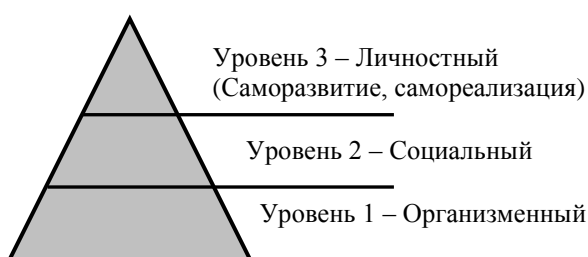 Уровень 3 – Личностный
(Саморазвитие, самореализация)
Уровень 2 – Социальный
Уровень 1 – Организменный